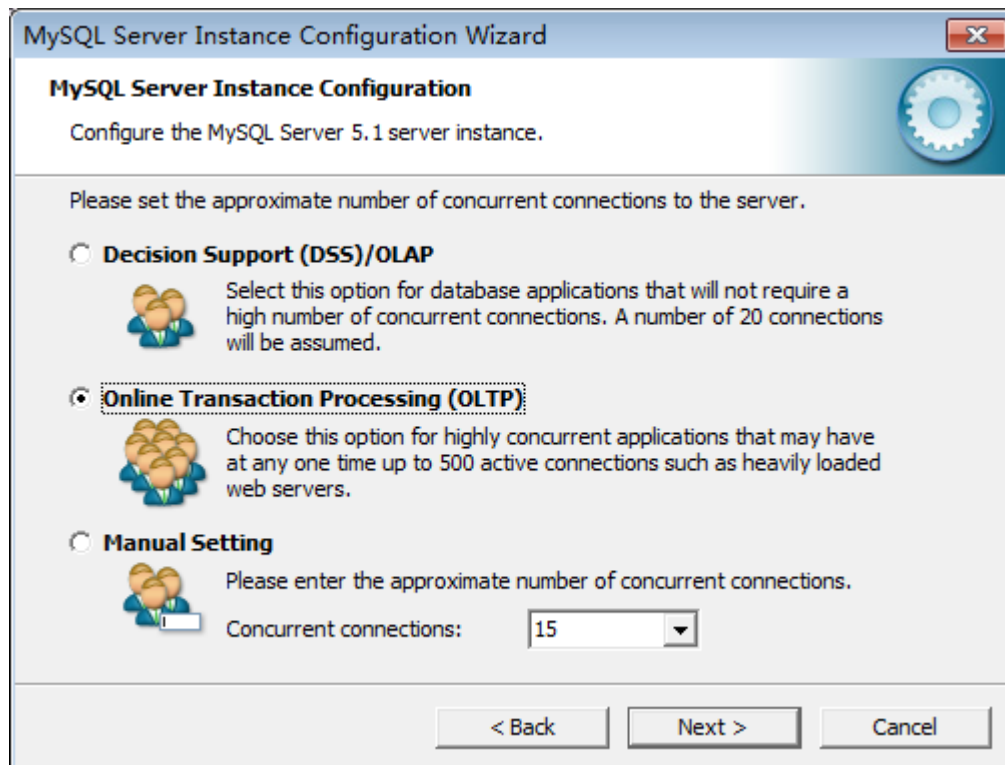 MySQL Server Instance Configuration Wizard
MySQL Server Instance Configuration
Configure the MySQL Server 5.1 server instance.
Please set the approximate number of concurrent connections to the server.
Decision Support (DSS)/OLAP
Select this option for database applications that will not require a
high number of concurrent connections. A number of 20 connections
will be assumed.
Online Transaction Processing (OLTP)
Choose this option for highly concurrent applications that may have
at any one time up to 500 active connections such as heavily loaded
web servers.
Manual Setting
Please enter the approximate number of concurrent connections.
Concurrent connections: 15
< Back Next > Cancel